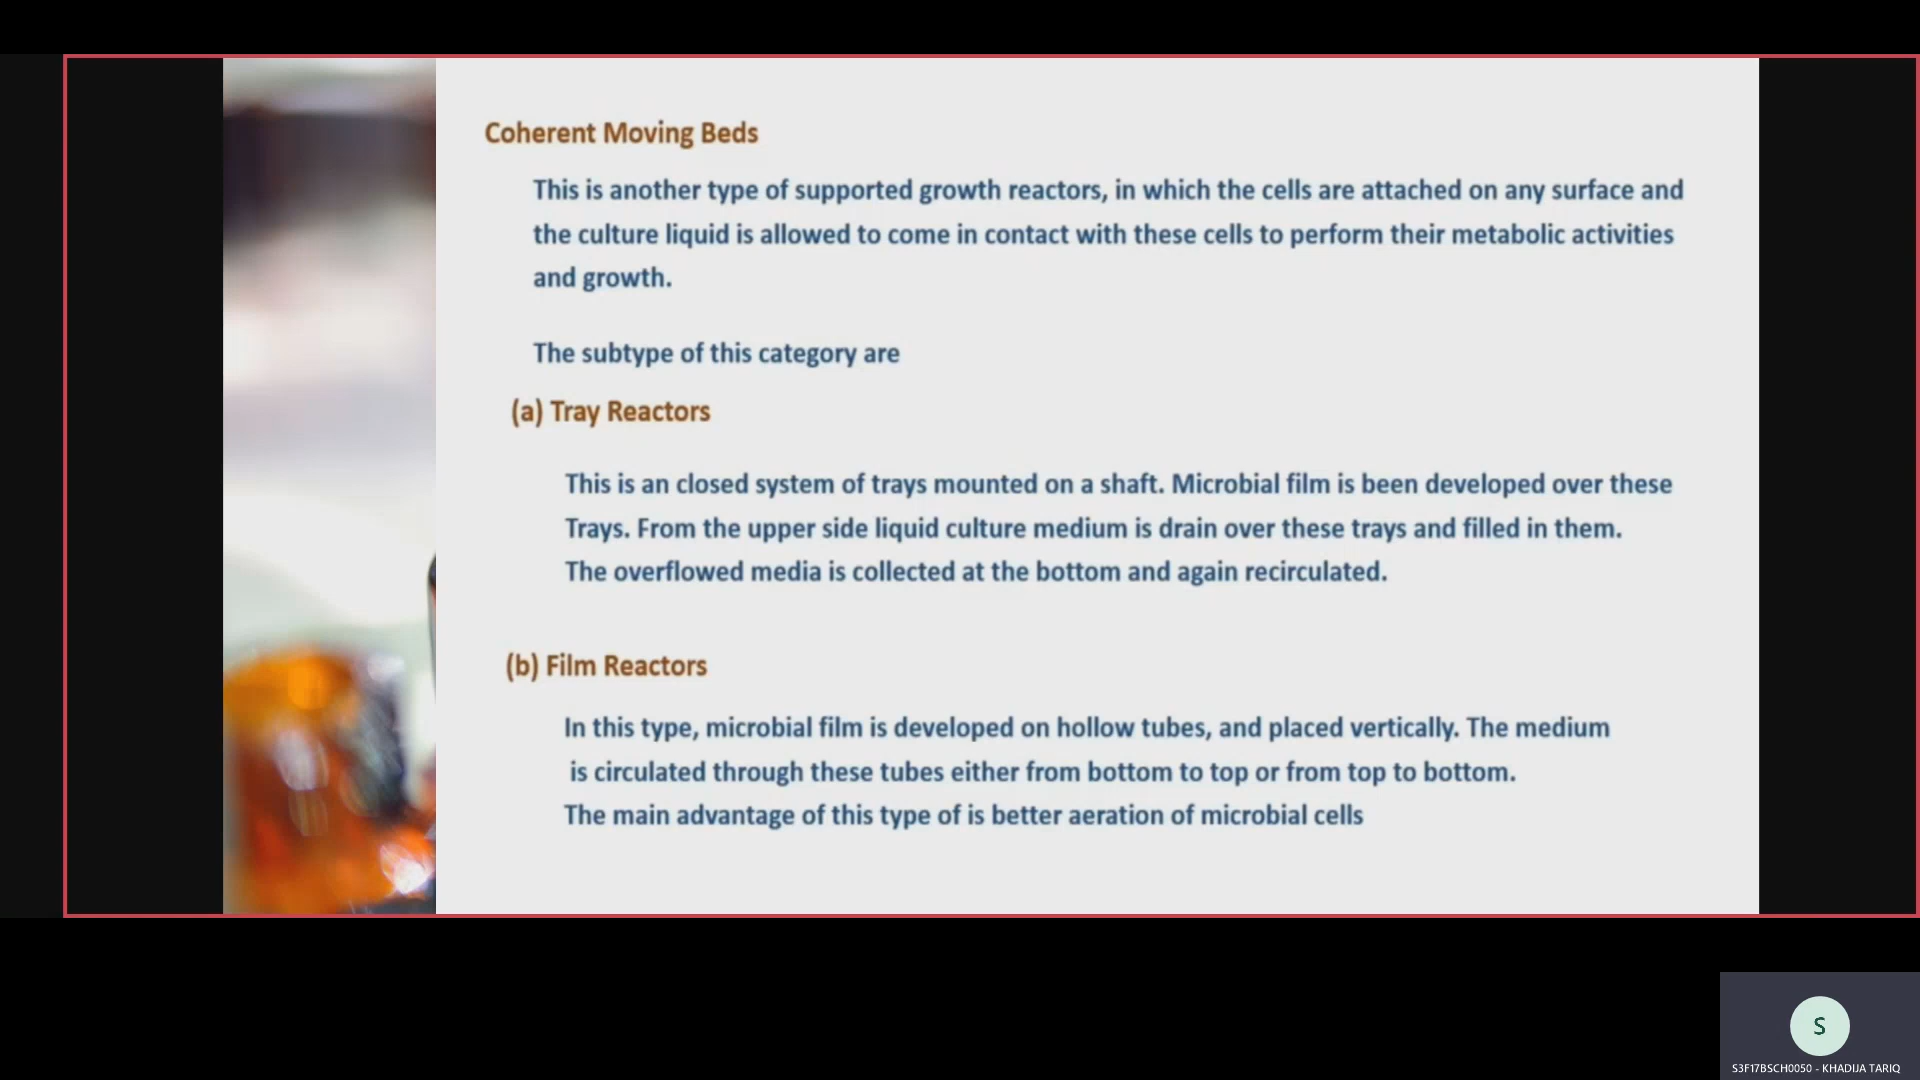 Coherent Moving Beds
This is another type of supported growth reactors, in which the cells are attached on any surface and
the culture liquid is allowed to come in contact with these cells to perform their metabolic activities
and growth.
The subtype of this category are
(a) Tray Reactors
This is an closed system of trays mounted on a shaft. Microbial film is been developed over these
Trays. From the upper side liquid culture medium is drain over these trays and filled in them.
The overflowed media is collected at the bottom and again recirculated.
(b) Film Reactors
In this type, microbial film is developed on hollow tubes, and placed vertically. The medium
is circulated through these tubes either from bottom to top or from top to bottom.
The main advantage of this type of is better aeration of microbial cells
S
S3F17BSCH0050 - KHADIJA TARIQ